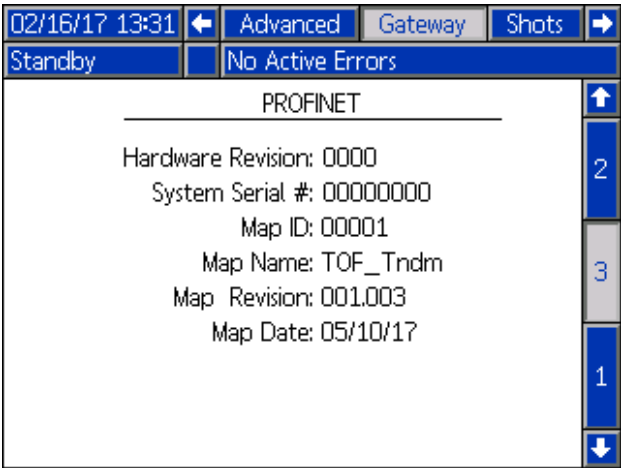 02/16/17 13:31 Advanced Gateway Shots
Standby No Active Errors
PROFINET
Hardware Revision: 0000
System Serial #: 00000000
Map ID: 00001
Map Name: TOF_Tndm
Map Revision: 001.003
Map Date: 05/10/17
2
3
1